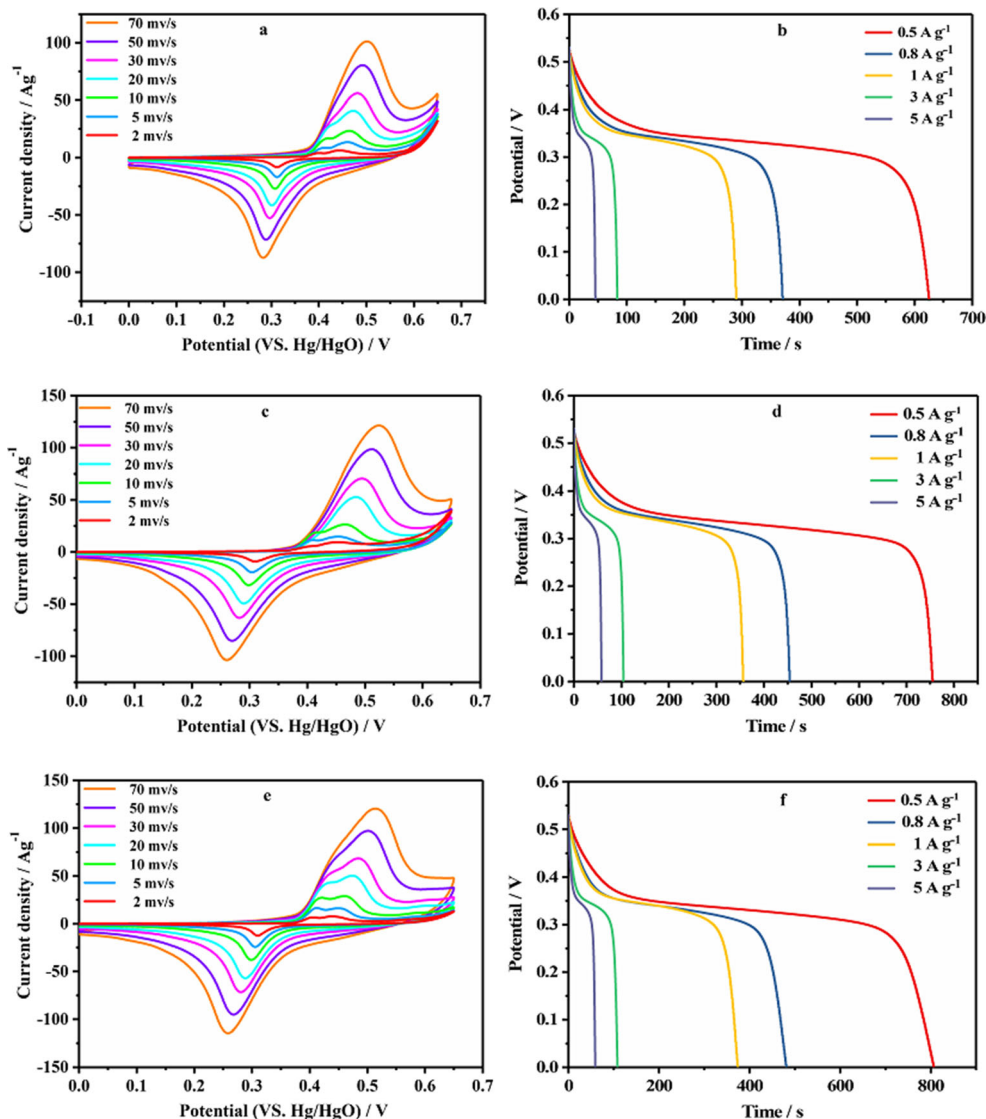 a
70 mv/s
50 mv/s
30 mv/s
20 mv/s
10 mv/s
5 mv/s
2 mv/s
100
50
0
-50
-100
Current density / Ag-1
-0.1 0.0 0.1 0.2 0.3 0.4 0.5 0.6 0.7
Potential (VS. Hg/HgO) / V
b
0.5 A g-1
0.8 A g-1
1 A g-1
3 A g-1
5 A g-1
0.6
0.5
0.4
0.3
0.2
0.1
0.0
Potential / V
0 100 200 300 400 500 600 700
Time / s
c
70 mv/s
50 mv/s
30 mv/s
20 mv/s
10 mv/s
5 mv/s
2 mv/s
150
100
50
0
-50
-100
Current density / Ag-1
0.0 0.1 0.2 0.3 0.4 0.5 0.6 0.7
Potential (VS. Hg/HgO) / V
d
0.5 A g-1
0.8 A g-1
1 A g-1
3 A g-1
5 A g-1
0.6
0.5
0.4
0.3
0.2
0.1
0.0
Potential / V
0 100 200 300 400 500 600 700 800
Time / s
e
70 mv/s
50 mv/s
30 mv/s
20 mv/s
10 mv/s
5 mv/s
2 mv/s
150
100
50
0
-50
-100
-150
Current density / Ag-1
0.0 0.1 0.2 0.3 0.4 0.5 0.6 0.7
Potential (VS. Hg/HgO) / V
f
0.5 A g-1
0.8 A g-1
1 A g-1
3 A g-1
5 A g-1
0.6
0.5
0.4
0.3
0.2
0.1
0.0
Potential / V
0 200 400 600 800
Time / s